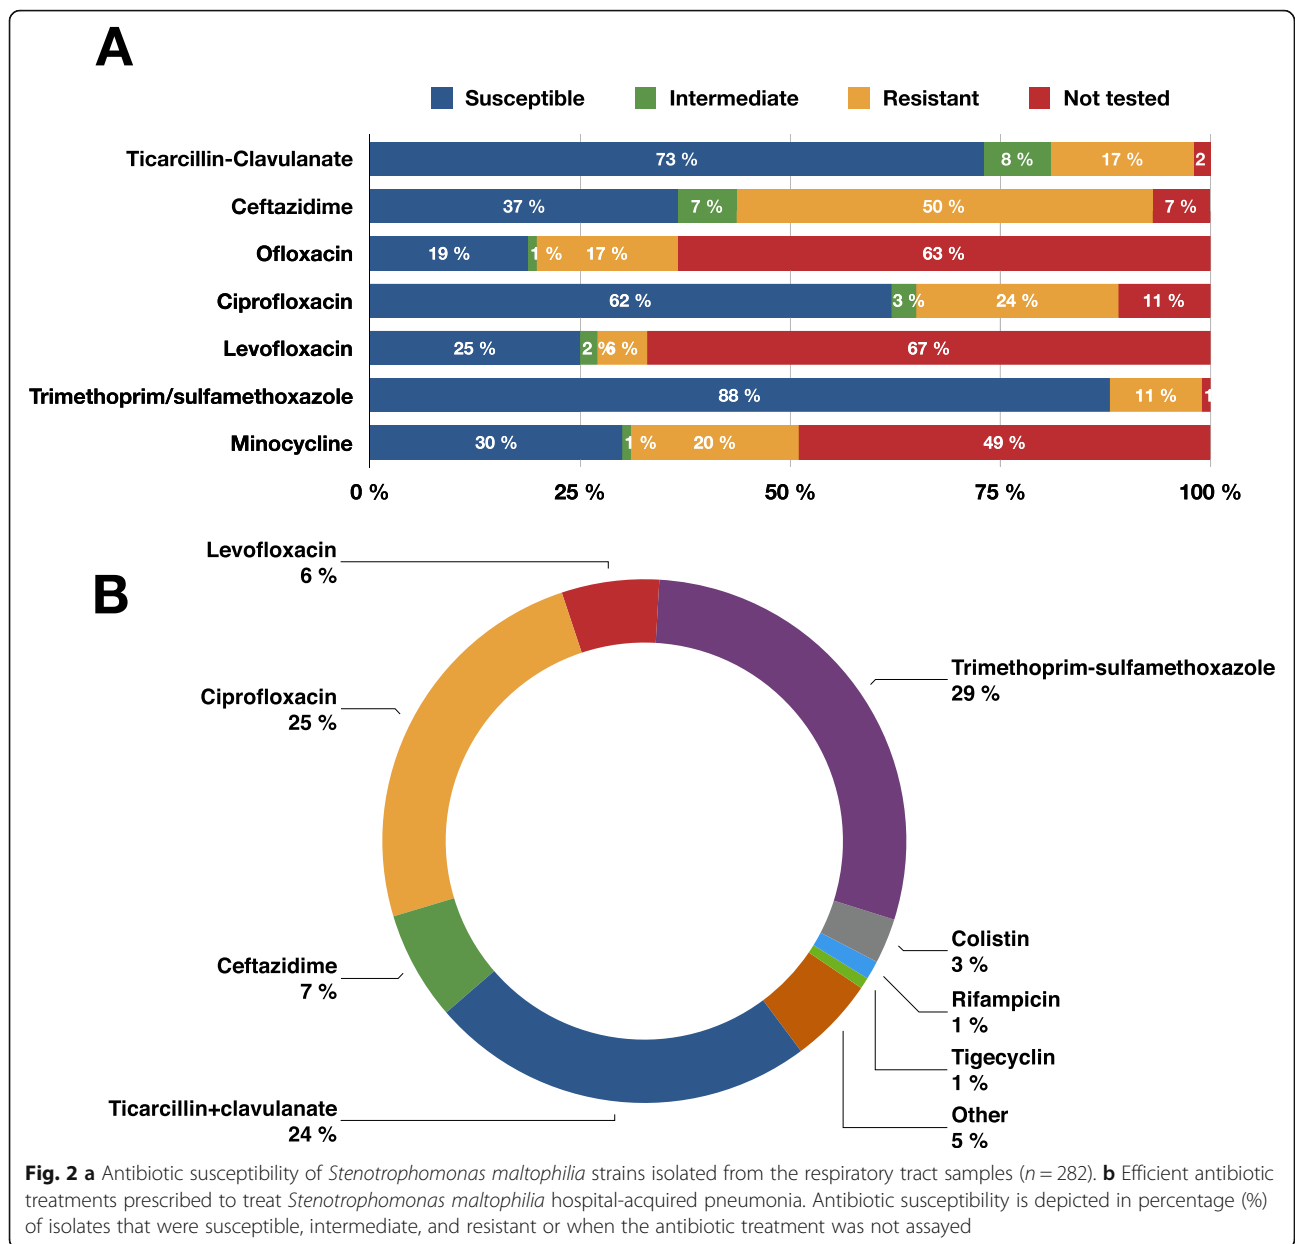 A
Susceptible Intermediate Resistant Not tested
Ticarcillin-Clavulanate 73 % 8 % 17 % 2
Ceftazidime 37 % 7 % 50 % 7 %
Ofloxacin 19 % 1 % 17 % 63 %
Ciprofloxacin 62 % 3 % 24 % 11 %
Levofloxacin 25 % 2 % 6 % 67 %
Trimethoprim/sulfamethoxazole 88 % 11 % 1
Minocycline 30 % 1 % 20 % 49 %
0 % 25 % 50 % 75 % 100 %
B
Levofloxacin
6 %
Ciprofloxacin
25 %
Ceftazidime
7 %
Ticarcillin+clavulanate
24 %
Trimethoprim-sulfamethoxazole
29 %
Colistin
3 %
Rifampicin
1 %
Tigecyclin
1 %
Other
5 %
Fig. 2 a Antibiotic susceptibility of Stenotrophomonas maltophilia strains isolated from the respiratory tract samples (n = 282). b Efficient antibiotic
treatments prescribed to treat Stenotrophomonas maltophilia hospital-acquired pneumonia. Antibiotic susceptibility is depicted in percentage (%)
of isolates that were susceptible, intermediate, and resistant or when the antibiotic treatment was not assayed